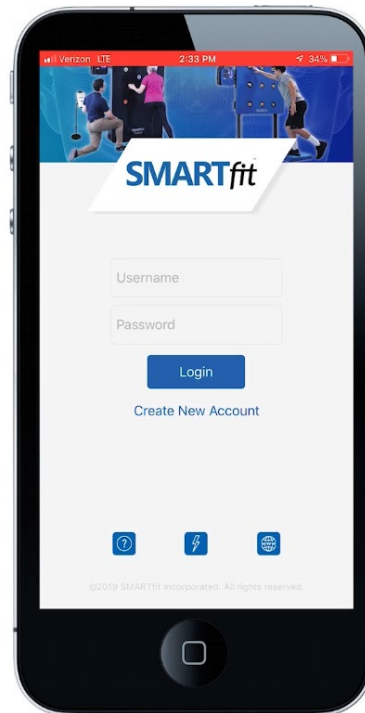 Verizon LTE 2:33 PM 34%
SMARTfit
Username
Password
Login
Create New Account
©2019 SMARTfit Incorporated. All rights reserved.